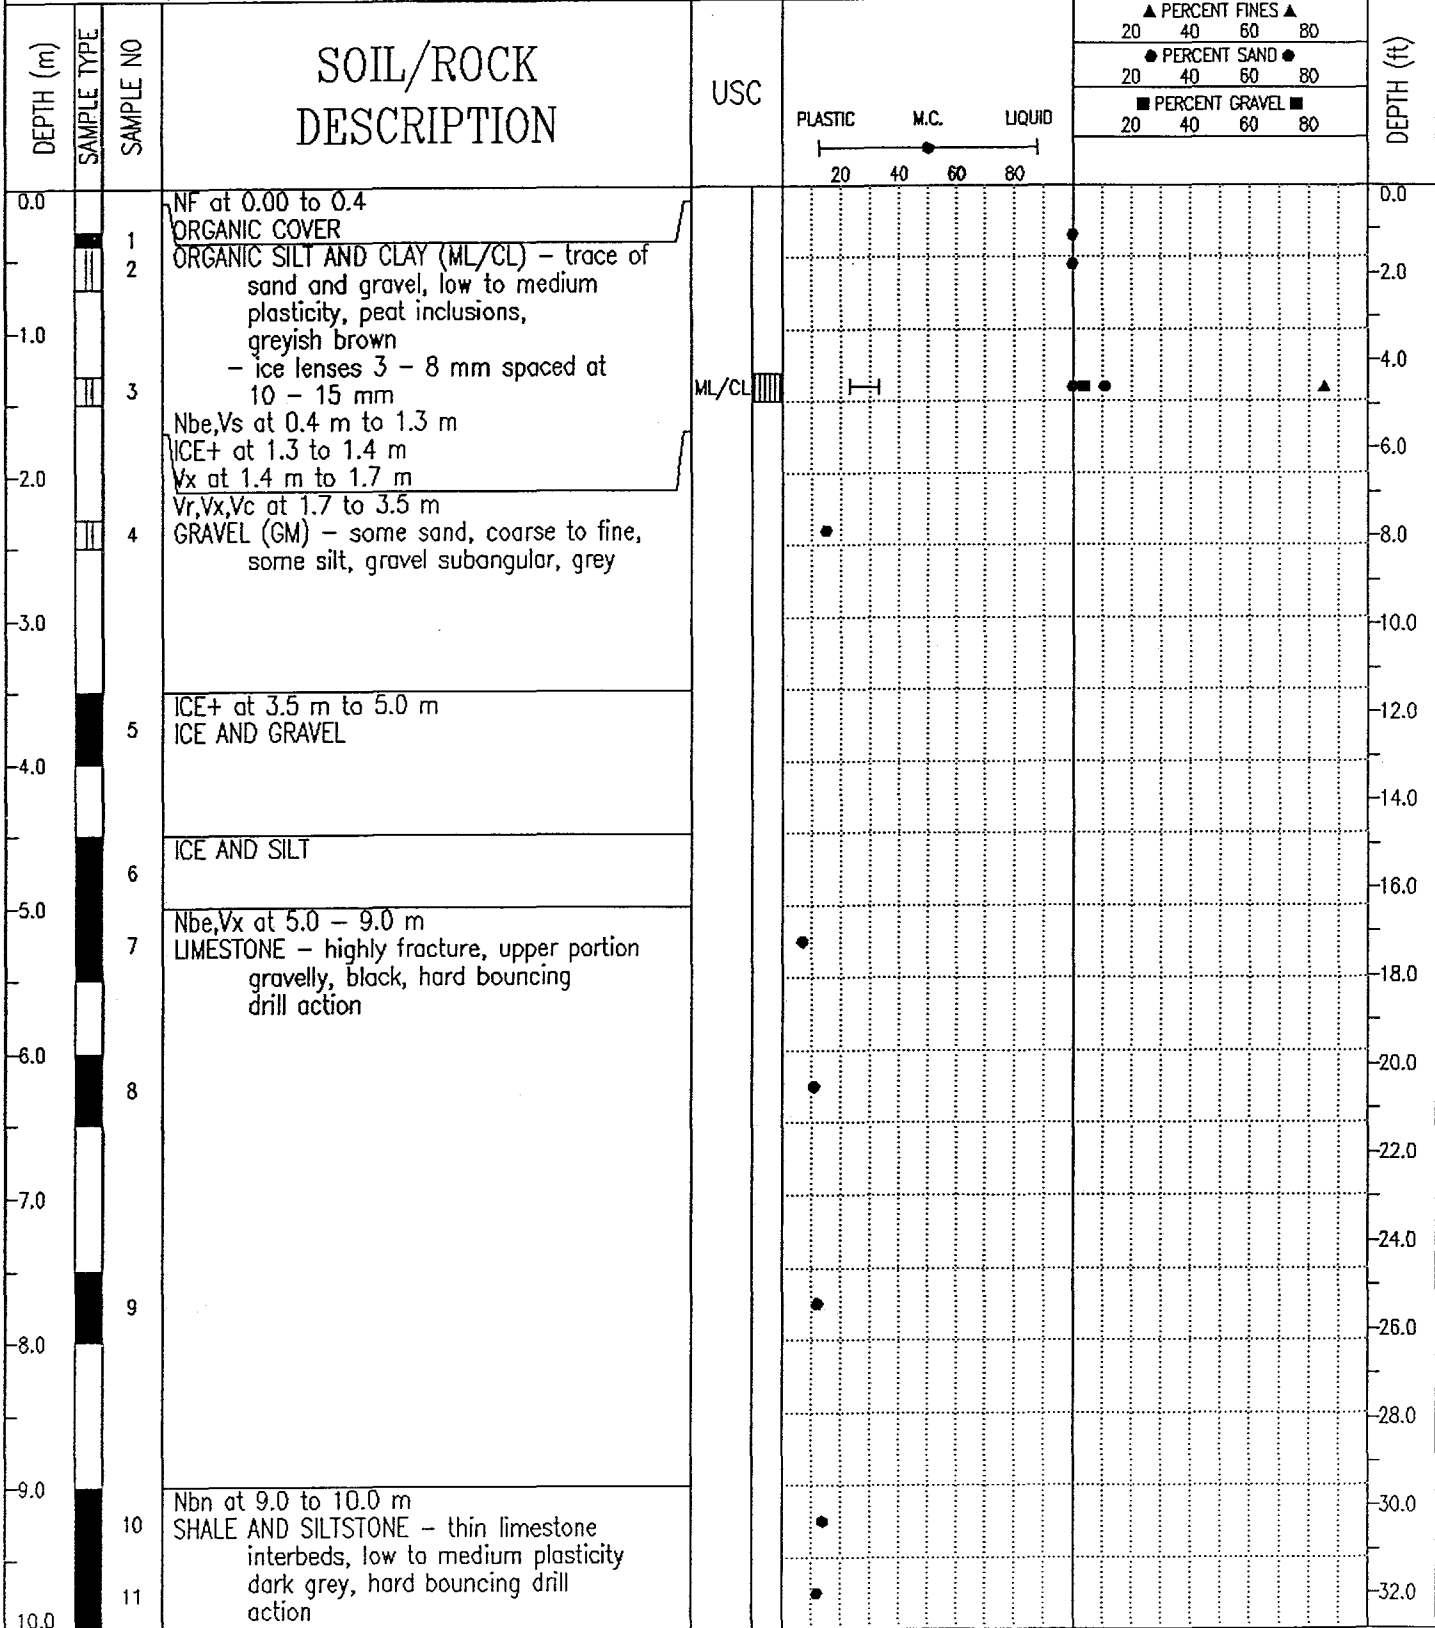 DEPTH (m)
SAMPLE TYPE
SAMPLE NO
SOIL/ROCK
DESCRIPTION
USC
PLASTIC M.C. LIQUID
20 40 60 80
▲ PERCENT FINES ▲
20 40 60 80
● PERCENT SAND ●
20 40 60 80
■ PERCENT GRAVEL ■
20 40 60 80
DEPTH (ft)
0.0
1.0
2.0
3.0
4.0
5.0
6.0
7.0
8.0
9.0
10.0
1
2
3
4
5
6
7
8
9
10
11
NF at 0.00 to 0.4
ORGANIC COVER
ORGANIC SILT AND CLAY (ML/CL) – trace of
sand and gravel, low to medium
plasticity, peat inclusions,
greyish brown
– ice lenses 3 – 8 mm spaced at
10 – 15 mm
Nbe,Vs at 0.4 m to 1.3 m
ICE+ at 1.3 to 1.4 m
Vx at 1.4 m to 1.7 m
Vr,Vx,Vc at 1.7 to 3.5 m
GRAVEL (GM) – some sand, coarse to fine,
some silt, gravel subangular, grey
ICE+ at 3.5 m to 5.0 m
ICE AND GRAVEL
ICE AND SILT
Nbe,Vx at 5.0 – 9.0 m
LIMESTONE – highly fracture, upper portion
gravelly, black, hard bouncing
drill action
Nbn at 9.0 to 10.0 m
SHALE AND SILTSTONE – thin limestone
interbeds, low to medium plasticity
dark grey, hard bouncing drill
action
ML/CL
0.0
2.0
4.0
6.0
8.0
10.0
12.0
14.0
16.0
18.0
20.0
22.0
24.0
26.0
28.0
30.0
32.0